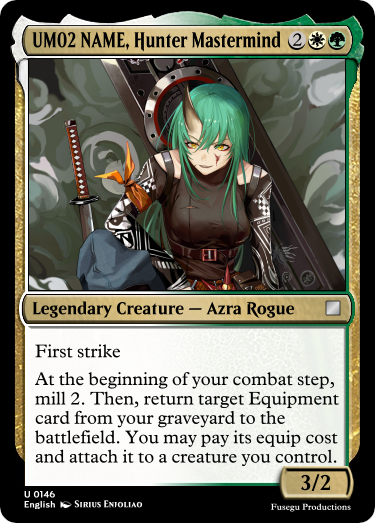 UM02 NAME, Hunter Mastermind 2
Legendary Creature — Azra Rogue
First strike
At the beginning of your combat step,
mill 2. Then, return target Equipment
card from your graveyard to the
battlefield. You may pay its equip cost
and attach it to a creature you control.
3/2
U 0146
English Sirius Enjoliao Fusegu Productions